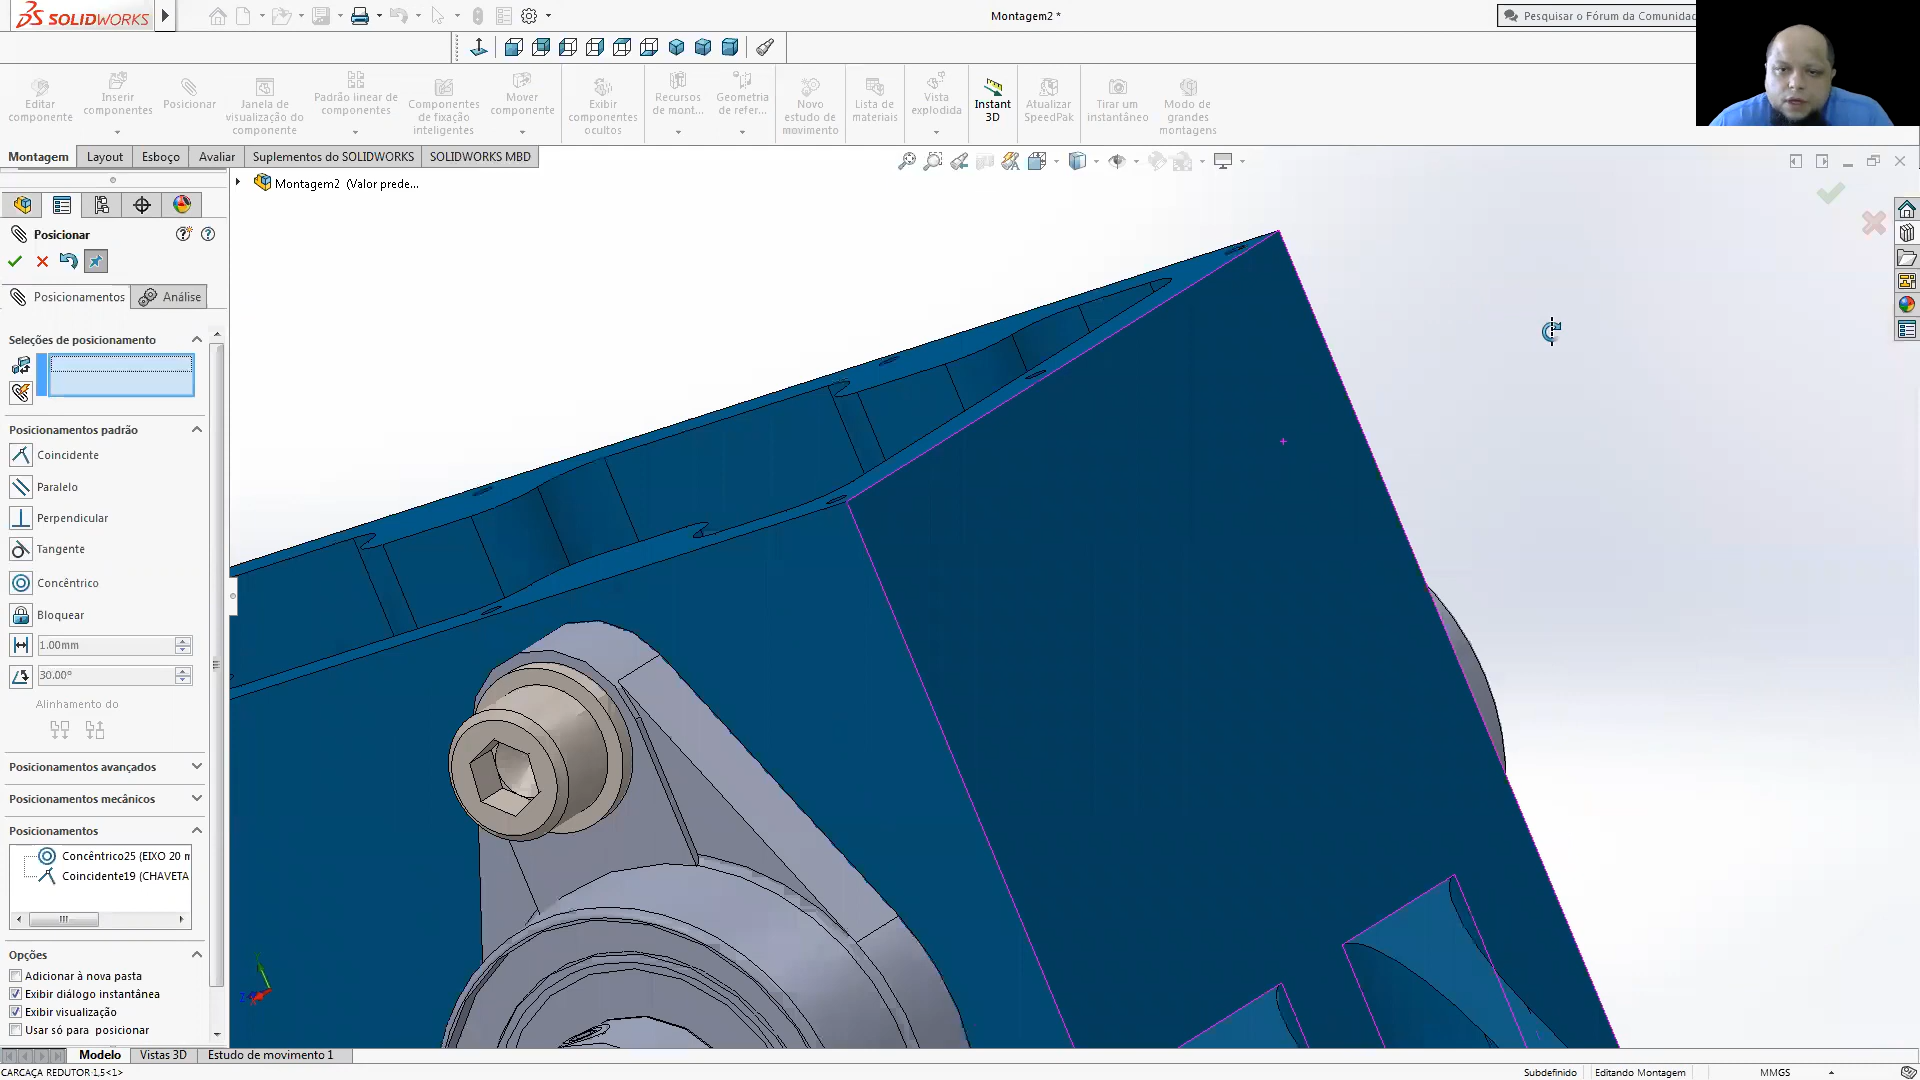 SOLIDWORKS
Montagem2 *
Pesquisar o Fórum da Comunidac
Editar componente
Inserir componentes
Posicionar
Janela de visualização do componente
Padrão linear de componentes
Componentes de fixação inteligentes
Mover componente
Exibir componentes ocultos
Recursos de mont...
Geometria de refer...
Novo estudo de movimento
Lista de materiais
Vista explodida
Instant 3D
Atualizar SpeedPak
Tirar um instantâneo
Modo de grandes montagens
Montagem
Layout
Esboço
Avaliar
Suplementos do SOLIDWORKS
SOLIDWORKS MBD
Montagem2 (Valor prede...
Posicionar
Posicionamentos
Análise
Seleções de posicionamento
Posicionamentos padrão
Coincidente
Paralelo
Perpendicular
Tangente
Concêntrico
Bloquear
1.00mm
30.00°
Alinhamento do
Posicionamentos avançados
Posicionamentos mecânicos
Posicionamentos
Concêntrico25 (EIXO 20 m
Coincidente19 (CHAVETA
Opções
Adicionar à nova pasta
Exibir diálogo instantânea
Exibir visualização
Usar só para posicionar
Modelo
Vistas 3D
Estudo de movimento 1
CARCAÇA REDUTOR 1,5<1>
Subdefinido
Editando Montagem
MMGS